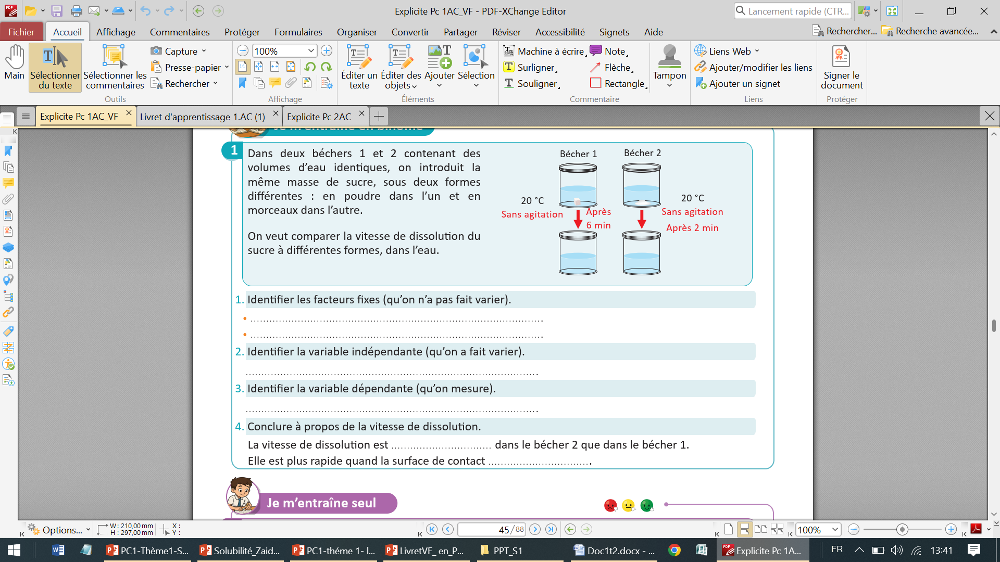 Explicite Pc 1AC_VF - PDF-XChange Editor
Lancement rapide (CTR...
Fichier Accueil Affichage Commentaires Protéger Formulaires Organiser Convertir Partager Réviser Accessibilité Signets Aide
Rechercher... Recherche avancée...
Main
Sélectionner du texte
Sélectionner les commentaires
Capture
Presse-papier
Rechercher
Outils
100%
Affichage
Éditer un texte
Éditer des objets
Ajouter
Sélection
Éléments
Machine à écrire
Surligner
Souligner
Note
Flèche
Rectangle
Tampon
Commentaire
Liens Web
Ajouter/modifier les liens
Ajouter un signet
Liens
Signer le document
Protéger
Explicite Pc 1AC_VF
Livret d'apprentissage 1.AC (1)
Explicite Pc 2AC
Je m'entraîne en binôme
1
Dans deux béchers 1 et 2 contenant des
volumes d’eau identiques, on introduit la
même masse de sucre, sous deux formes
différentes : en poudre dans l’un et en
morceaux dans l’autre.
On veut comparer la vitesse de dissolution du
sucre à différentes formes, dans l’eau.
Bécher 1
Bécher 2
20 °C
Sans agitation
Après
6 min
20 °C
Sans agitation
Après 2 min
1. Identifier les facteurs fixes (qu’on n’a pas fait varier).
• ..........................................................................................
• ..........................................................................................
2. Identifier la variable indépendante (qu’on a fait varier).
..........................................................................................
3. Identifier la variable dépendante (qu’on mesure).
..........................................................................................
4. Conclure à propos de la vitesse de dissolution.
La vitesse de dissolution est ................................ dans le bécher 2 que dans le bécher 1.
Elle est plus rapide quand la surface de contact .................................
Je m’entraîne seul
Options...
W : 210,00 mm
H : 297,00 mm
X :
Y :
45 / 88
100%
PC1-Thème1-S...
Solubilité_Zaid...
PC1-théme 1- l...
LivretVF_ en_P...
PPT_S1
Doc1t2.docx - ...
Explicite Pc 1A...
FR
13:41